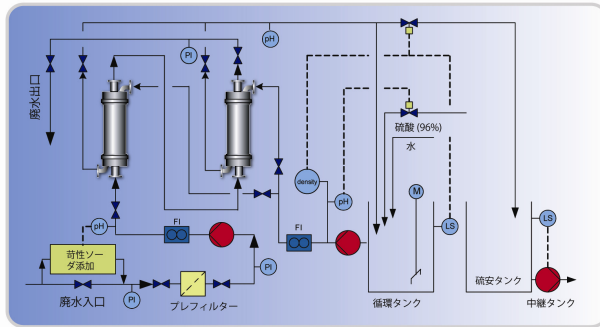 pH
PI
廃水出口
硫酸 (96%)
水
density
pH
M
FI
FI
pH
LS
LS
苛性ソー
ダ添加
PI
硫安タンク
廃水入口
PI
プレフィルター
循環タンク
中継タンク